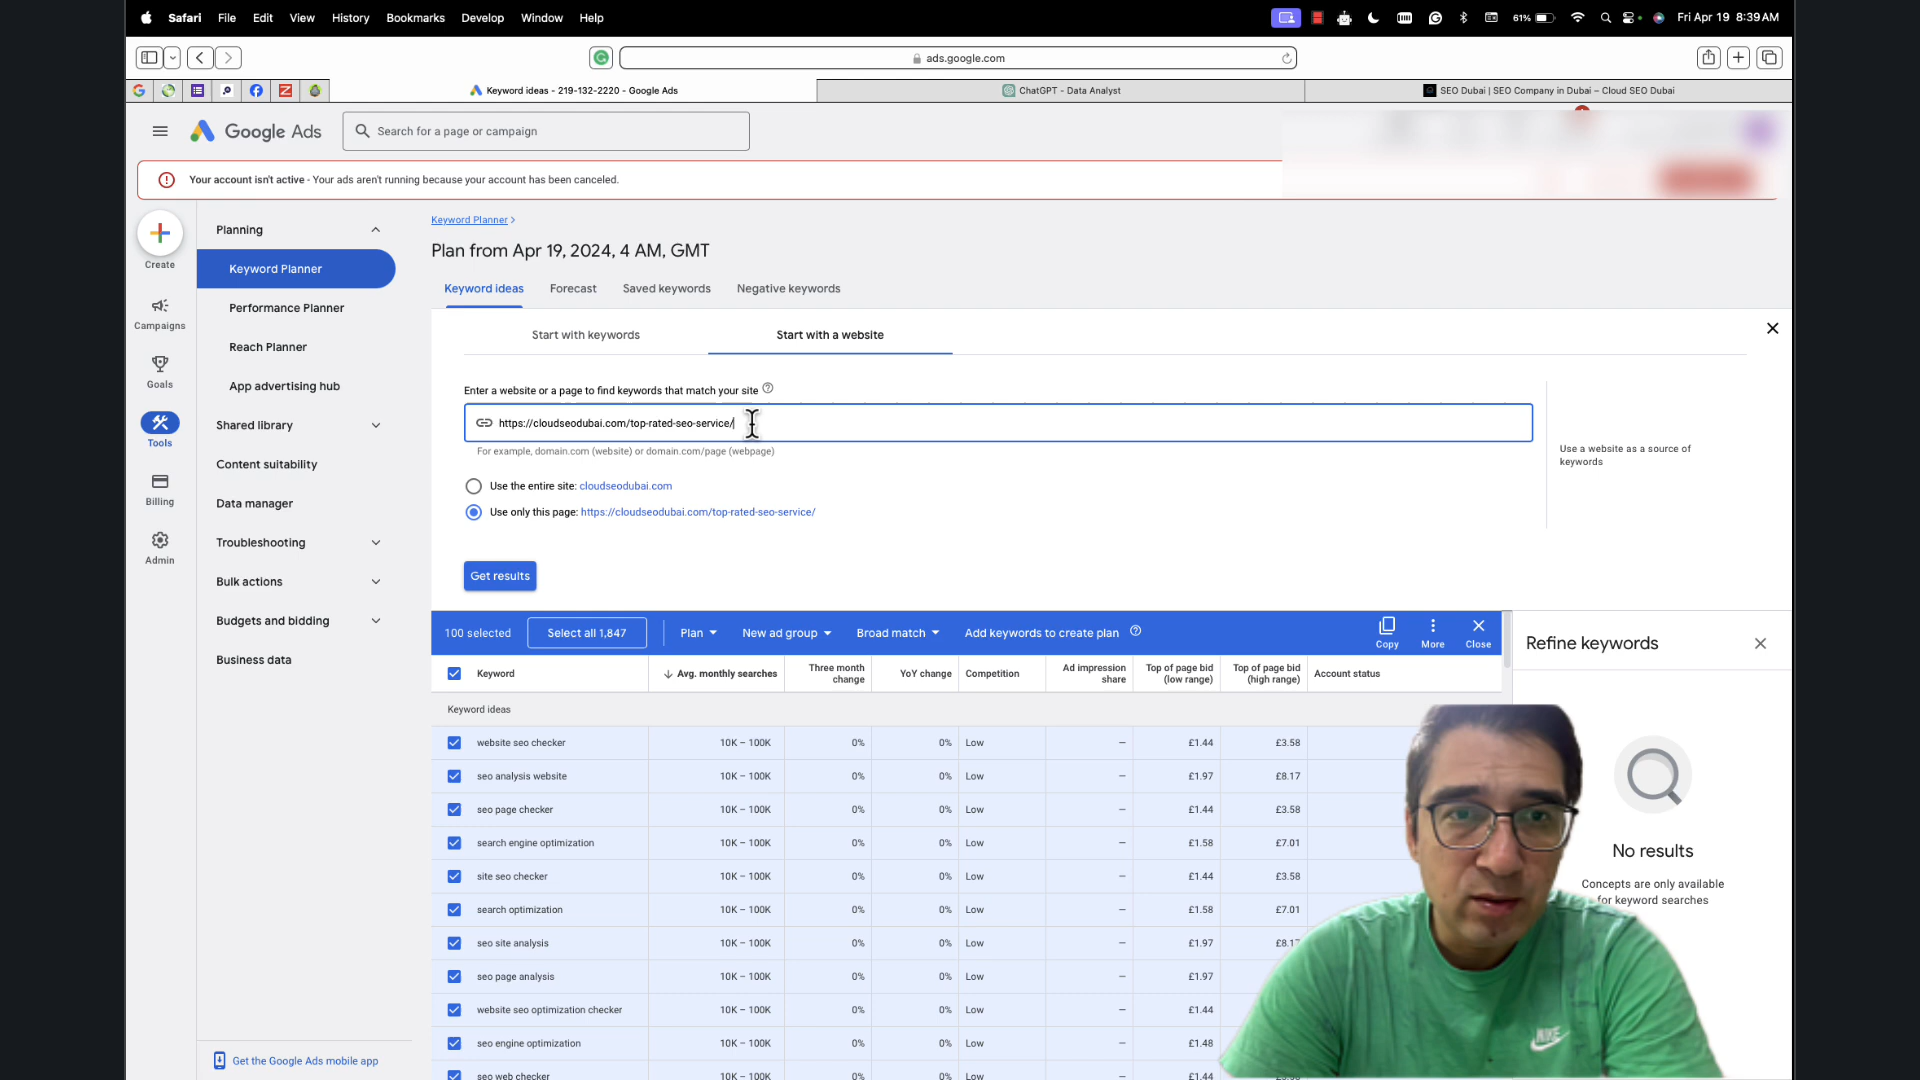 Safari File Edit View History Bookmarks Develop Window Help
61% Fri Apr 19 8:39 AM
ads.google.com
Keyword ideas - 219-132-2220 - Google Ads
ChatGPT - Data Analyst
SEO Dubai | SEO Company in Dubai – Cloud SEO Dubai
Google Ads
Search for a page or campaign
Your account isn't active - Your ads aren't running because your account has been canceled.
Create
Campaigns
Goals
Tools
Billing
Admin
Planning
Keyword Planner
Performance Planner
Reach Planner
App advertising hub
Shared library
Content suitability
Data manager
Troubleshooting
Bulk actions
Budgets and bidding
Business data
Get the Google Ads mobile app
Keyword Planner >
Plan from Apr 19, 2024, 4 AM, GMT
Keyword ideas Forecast Saved keywords Negative keywords
Start with keywords Start with a website
Enter a website or a page to find keywords that match your site
https://cloudseodubai.com/top-rated-seo-service/
For example, domain.com (website) or domain.com/page (webpage)
Use a website as a source of
keywords
Use the entire site: cloudseodubai.com
Use only this page: https://cloudseodubai.com/top-rated-seo-service/
Get results
100 selected Select all 1,847 Plan New ad group Broad match Add keywords to create plan Copy More Close
Keyword Avg. monthly searches Three month change YoY change Competition Ad impression share Top of page bid (low range) Top of page bid (high range) Account status
Keyword ideas
website seo checker 10K – 100K 0% 0% Low – £1.44 £3.58
seo analysis website 10K – 100K 0% 0% Low – £1.97 £8.17
seo page checker 10K – 100K 0% 0% Low – £1.44 £3.58
search engine optimization 10K – 100K 0% 0% Low – £1.58 £7.01
site seo checker 10K – 100K 0% 0% Low – £1.44 £3.58
search optimization 10K – 100K 0% 0% Low – £1.58 £7.01
seo site analysis 10K – 100K 0% 0% Low – £1.97 £8.17
seo page analysis 10K – 100K 0% 0% Low – £1.97
website seo optimization checker 10K – 100K 0% 0% Low – £1.44
seo engine optimization 10K – 100K 0% 0% Low – £1.48
seo web checker 10K – 100K 0% 0% Low – £1.44
Refine keywords
No results
Concepts are only available
for keyword searches
NIKE